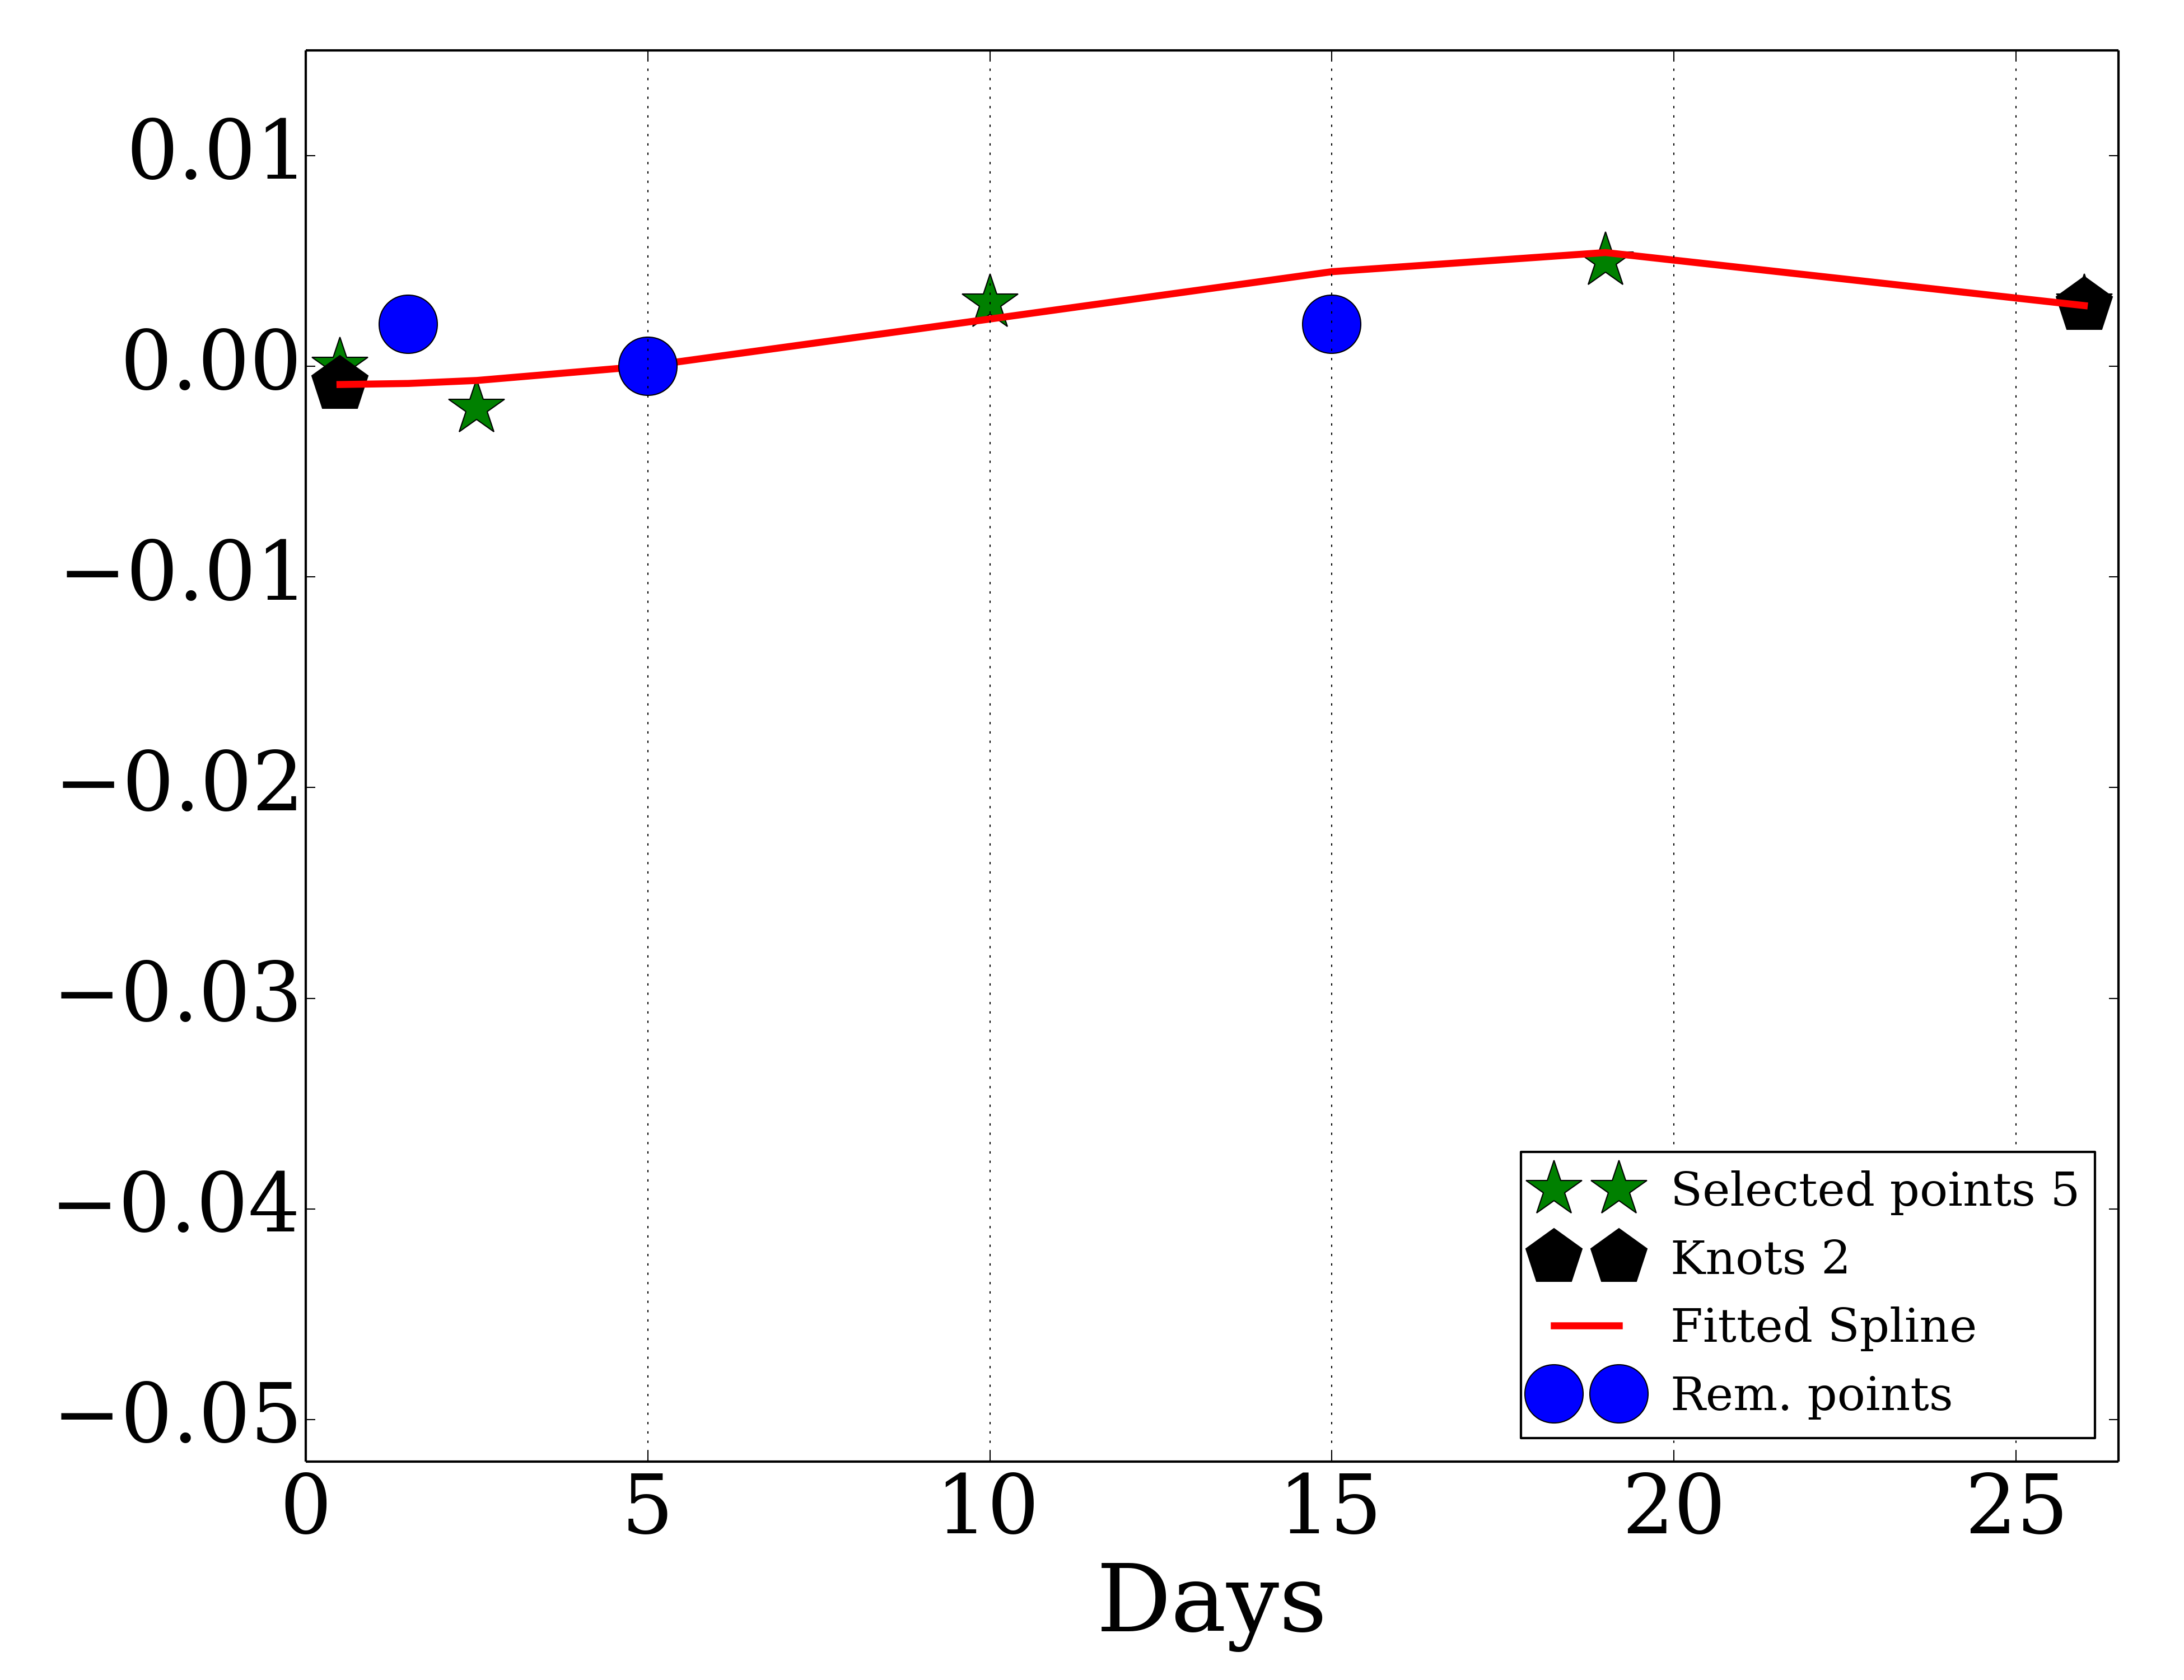 0.01
0.00
−0.01
−0.02
−0.03
−0.04
−0.05
0 5 10 15 20 25
Days
Selected points 5
Knots 2
Fitted Spline
Rem. points